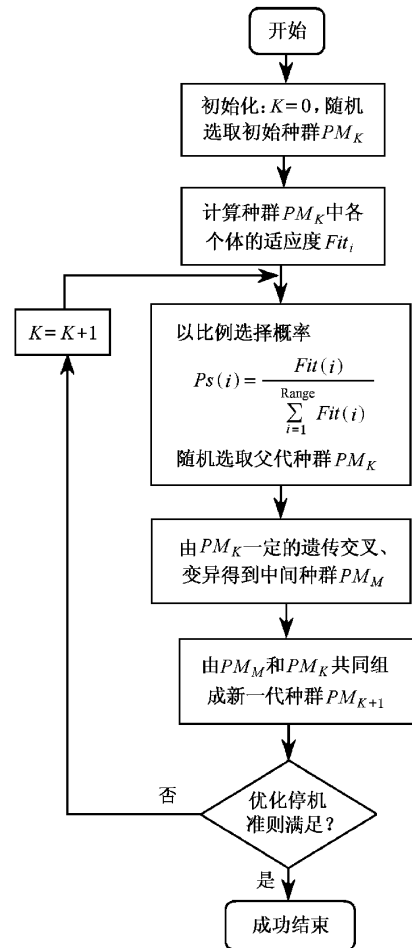 开始
初始化：K=0，随机
选取初始种群PM_K
计算种群PM_K中各
个体的适应度Fit_i
K=K+1
以比例选择概率
Ps(i)=Fit(i)/∑_{i=1}^{Range} Fit(i)
随机选取父代种群PM_K
由PM_K一定的遗传交叉、
变异得到中间种群PM_M
由PM_M和PM_K共同组
成新一代种群PM_{K+1}
否
优化停机
准则满足？
是
成功结束